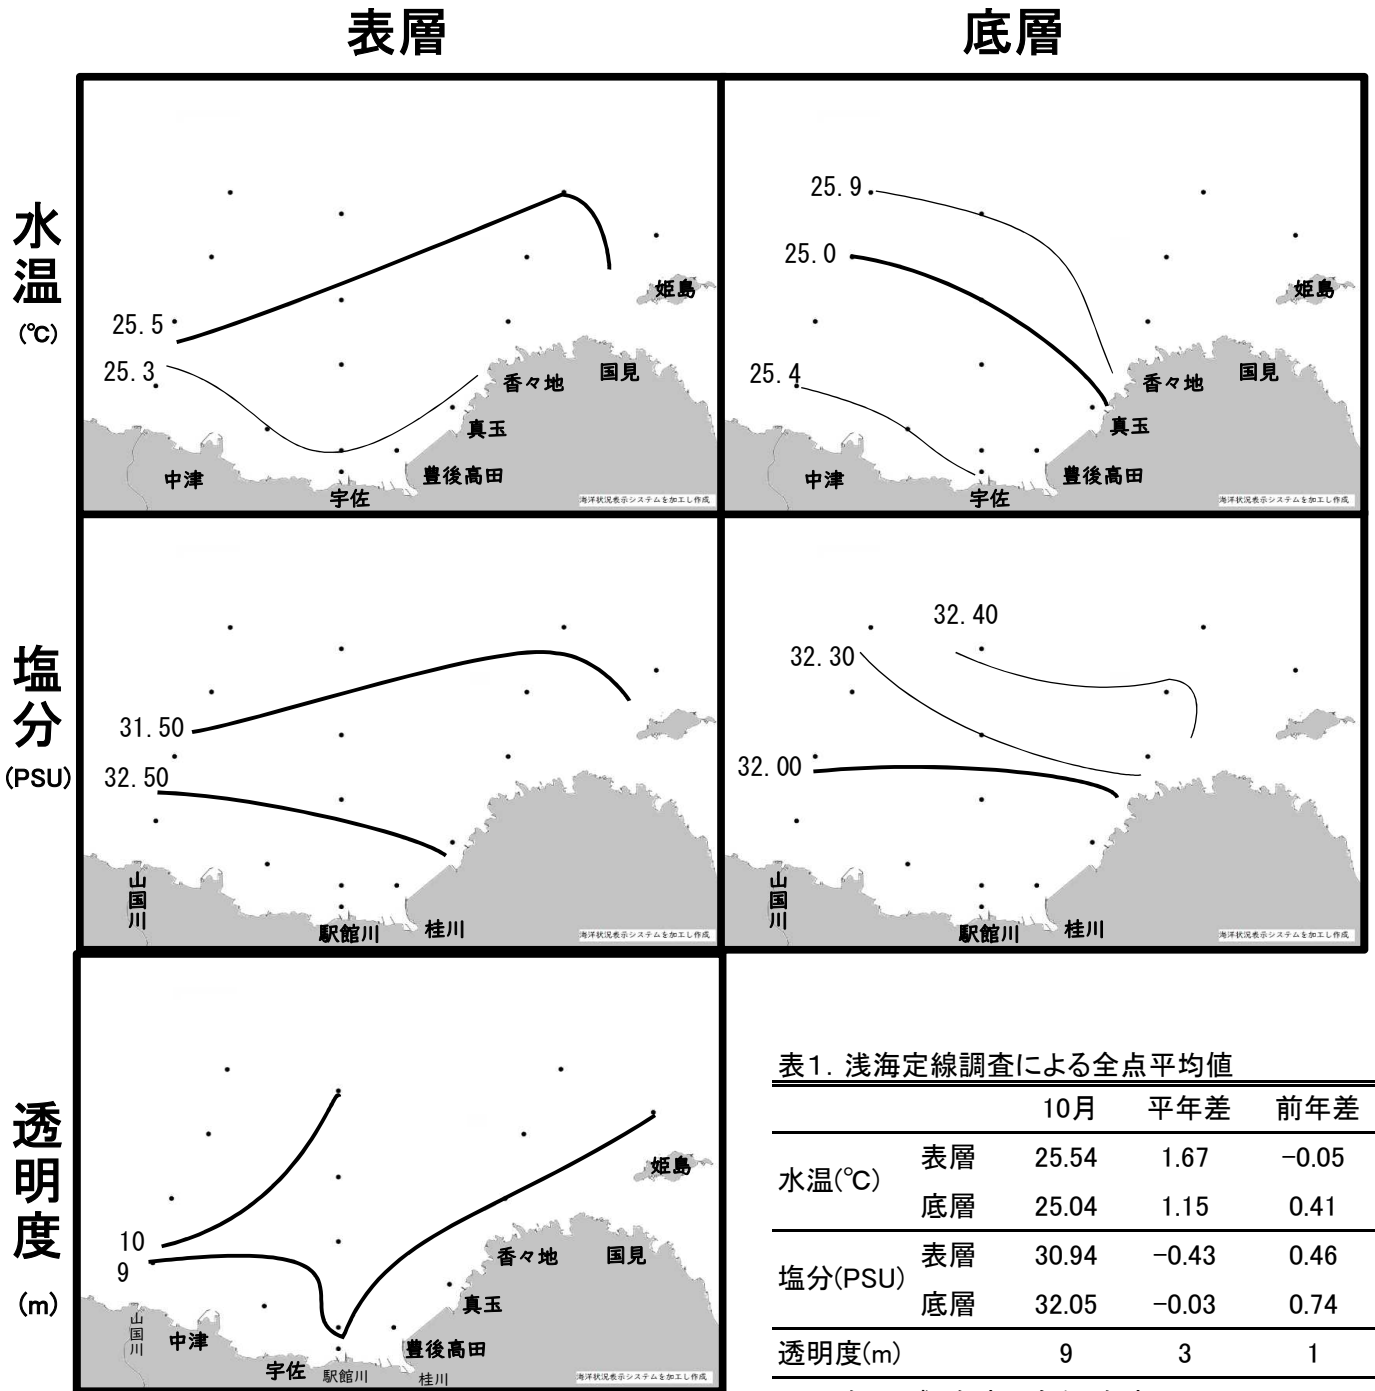 表層
底層
水温
(℃)
25.5
25.3
中津
宇佐
豊後高田
真玉
香々地
国見
姫島
海洋状況表示システムを加工し作成
25.9
25.0
25.4
中津
宇佐
豊後高田
真玉
香々地
国見
姫島
海洋状況表示システムを加工し作成
塩分
(PSU)
31.50
32.50
山国川
駅館川
桂川
海洋状況表示システムを加工し作成
32.40
32.30
32.00
山国川
駅館川
桂川
海洋状況表示システムを加工し作成
透明度
(m)
10
9
山国川
中津
宇佐
駅館川
桂川
豊後高田
真玉
香々地
国見
姫島
海洋状況表示システムを加工し作成
表1. 浅海定線調査による全点平均値
10月 平年差 前年差
水温(℃) 表層 25.54 1.67 −0.05
底層 25.04 1.15 0.41
塩分(PSU) 表層 30.94 −0.43 0.46
底層 32.05 −0.03 0.74
透明度(m) 9 3 1